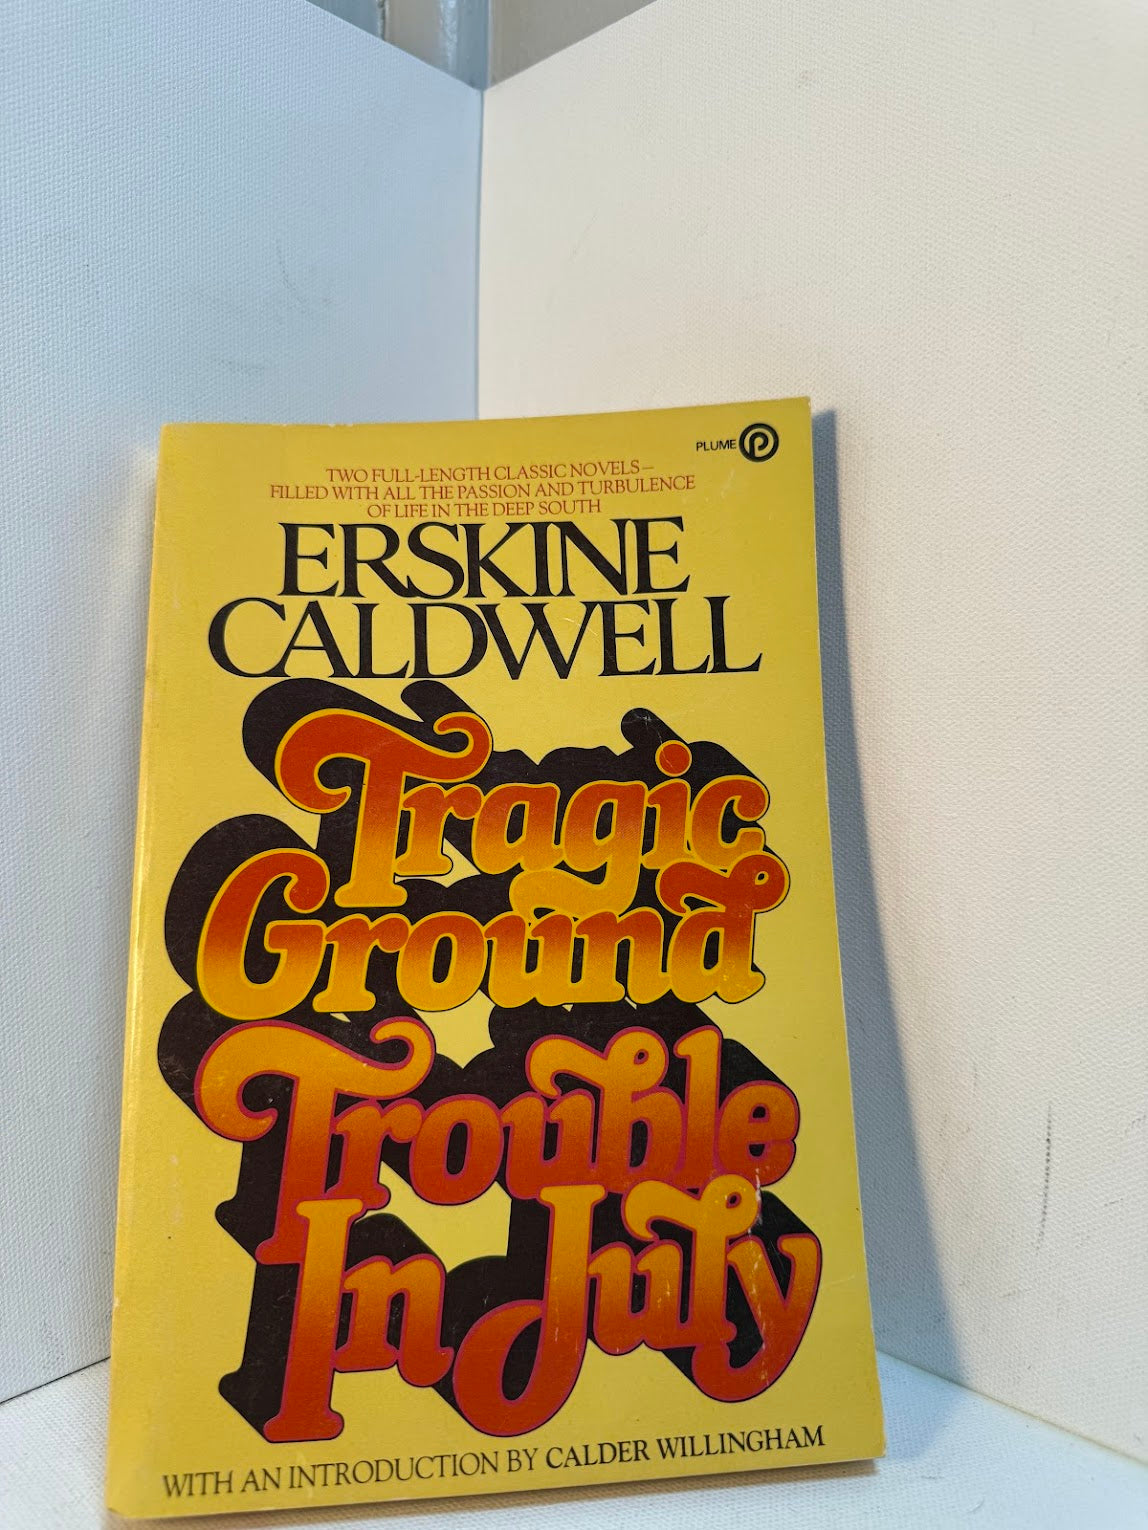 PLUME
TWO FULL-LENGTH CLASSIC NOVELS—
FILLED WITH ALL THE PASSION AND TURBULENCE
OF LIFE IN THE DEEP SOUTH
ERSKINE
CALDWELL
Tragic
Ground
Trouble
In July
WITH AN INTRODUCTION BY CALDER WILLINGHAM